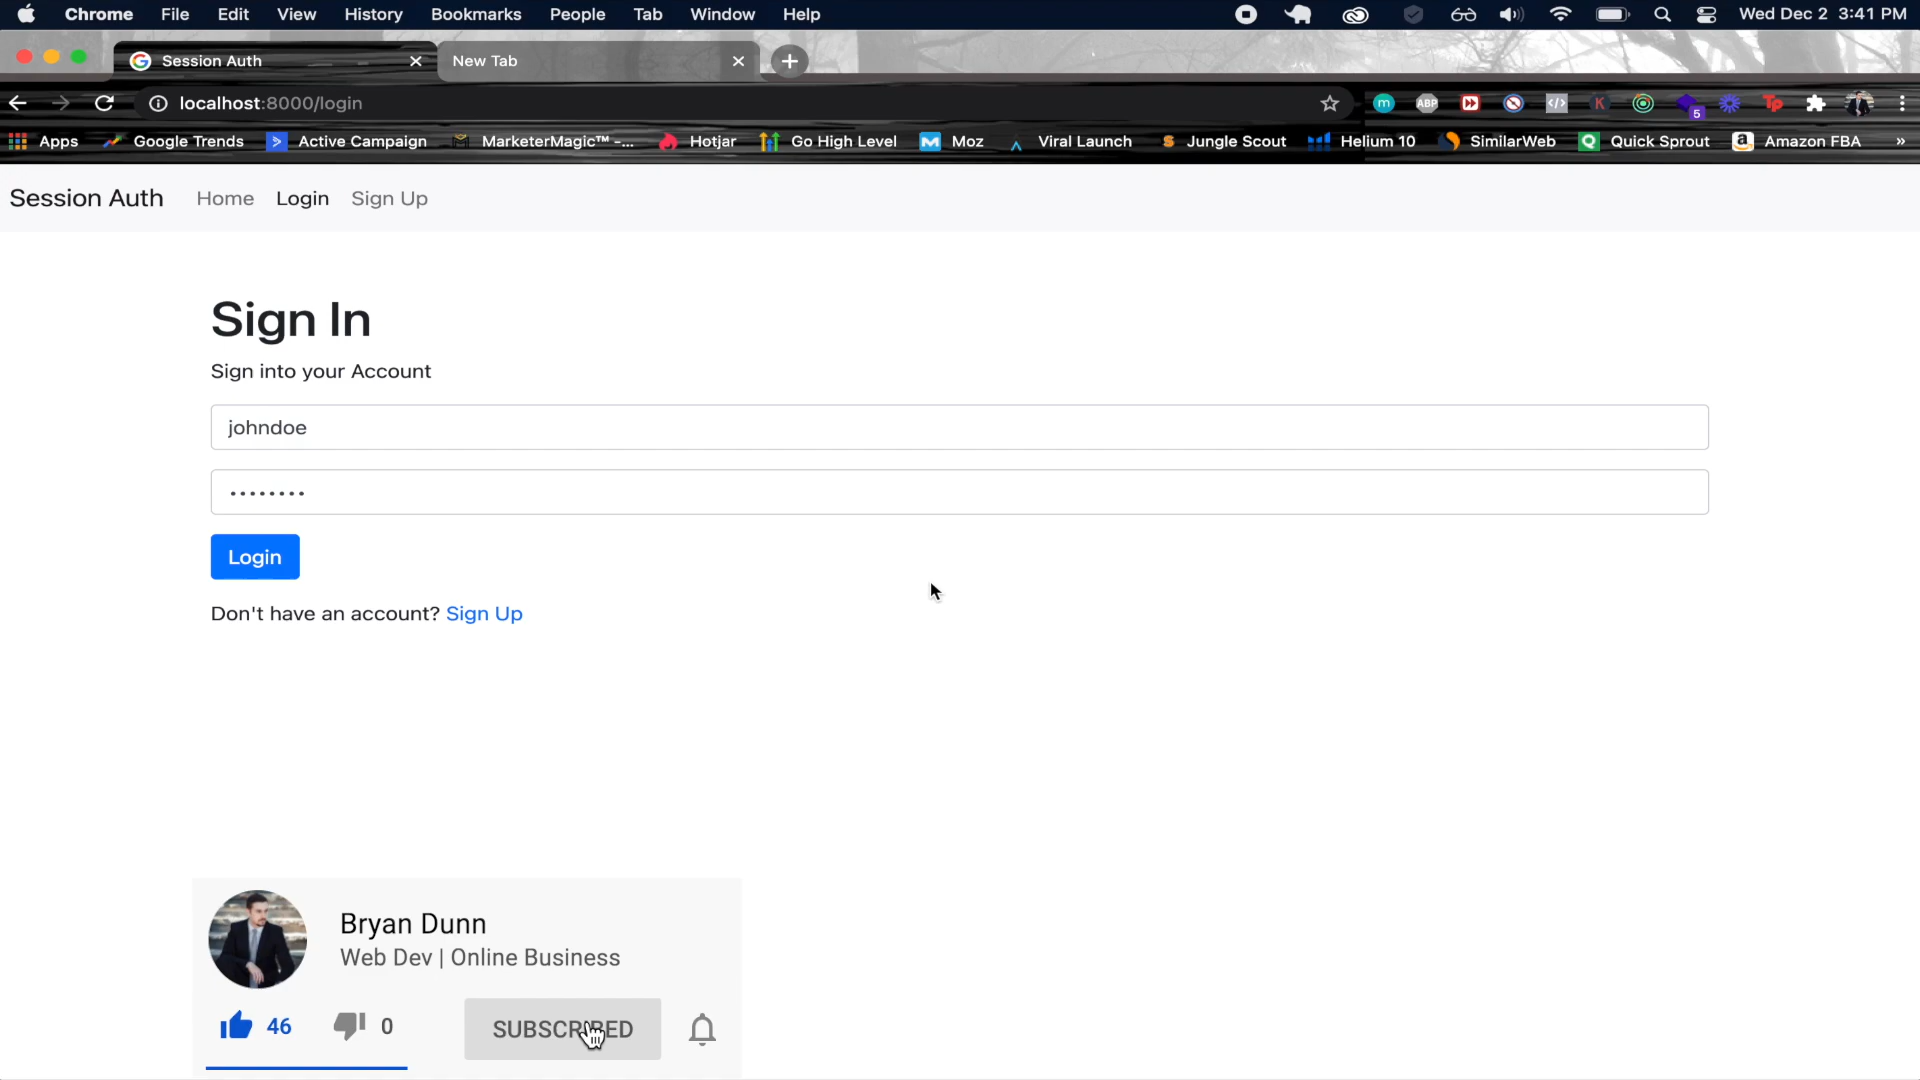 Chrome File Edit View History Bookmarks People Tab Window Help Wed Dec 2 3:41 PM
Session Auth New Tab
localhost:8000/login ABP K 5 Tp
Apps Google Trends Active Campaign MarketerMagic™ -... Hotjar Go High Level Moz Viral Launch Jungle Scout Helium 10 SimilarWeb Quick Sprout Amazon FBA »
Session Auth Home Login Sign Up
Sign In
Sign into your Account
johndoe
••••••••
Login
Don't have an account? Sign Up
Bryan Dunn
Web Dev | Online Business
46 0 SUBSCRIBED